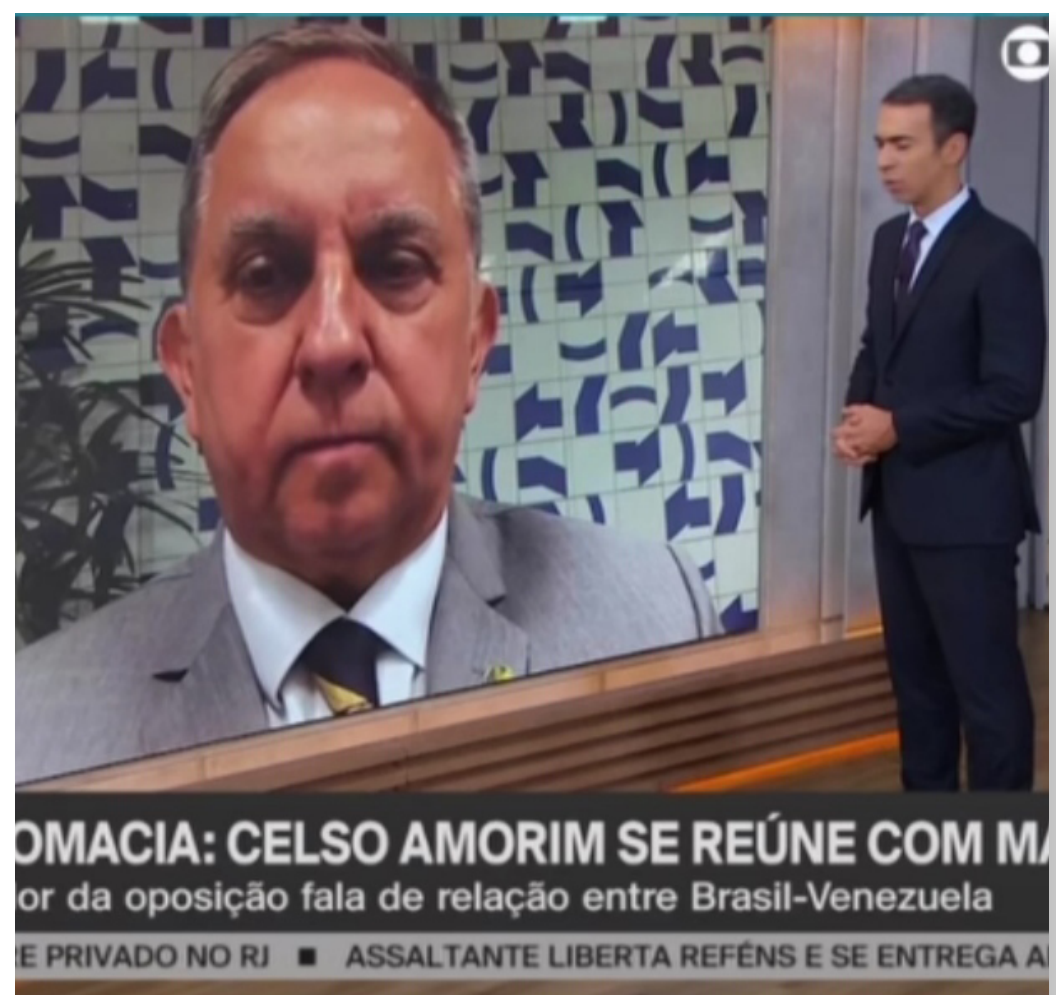 OMACIA: CELSO AMORIM SE REÚNE COM MA
or da oposição fala de relação entre Brasil-Venezuela
E PRIVADO NO RJ ■ ASSALTANTE LIBERTA REFÉNS E SE ENTREGA A